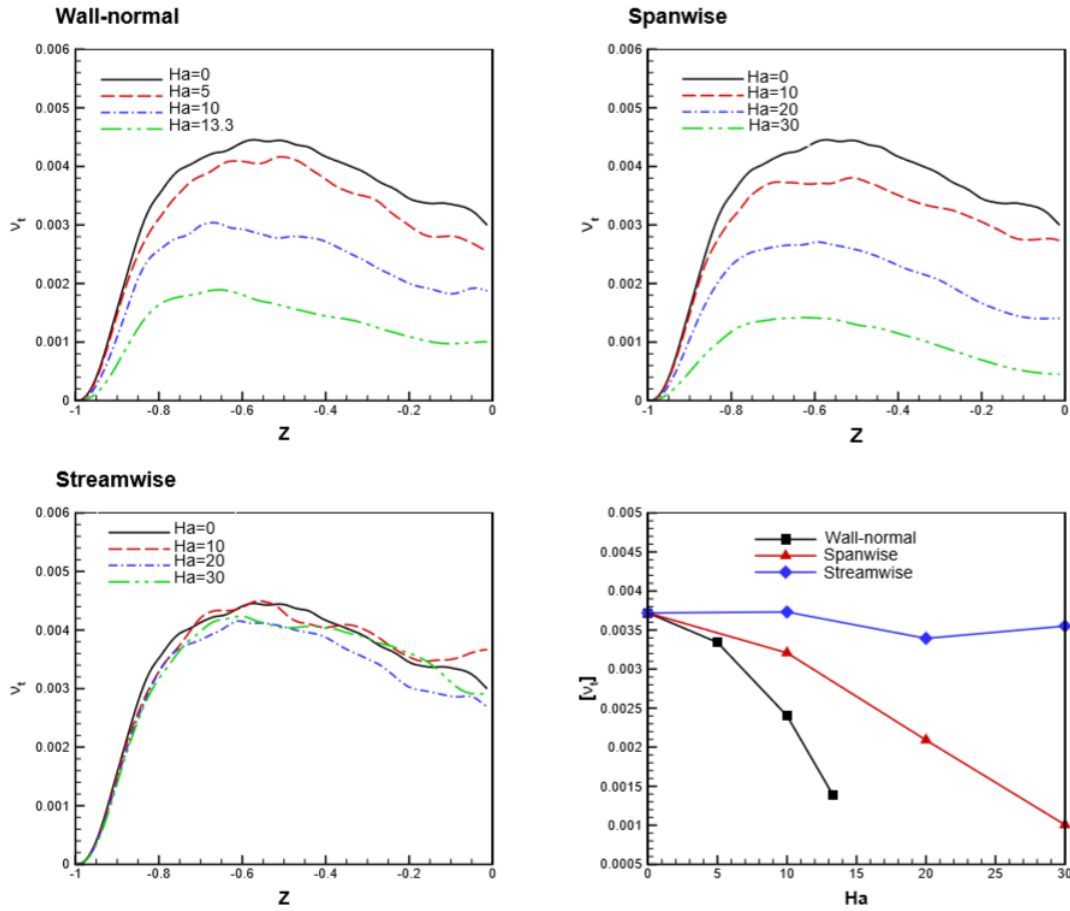 Wall-normal
0.006
0.005
0.004
0.003
0.002
0.001
0
ν_t
Ha=0
Ha=5
Ha=10
Ha=13.3
-1
-0.8
-0.6
-0.4
-0.2
0
Z
Spanwise
0.006
0.005
0.004
0.003
0.002
0.001
0
ν_t
Ha=0
Ha=10
Ha=20
Ha=30
-1
-0.8
-0.6
-0.4
-0.2
0
Z
Streamwise
0.006
0.005
0.004
0.003
0.002
0.001
0
ν_t
Ha=0
Ha=10
Ha=20
Ha=30
-1
-0.8
-0.6
-0.4
-0.2
0
Z
0.005
0.0045
0.004
0.0035
0.003
0.0025
0.002
0.0015
0.001
0.0005
[ν_t]
Wall-normal
Spanwise
Streamwise
0
5
10
15
20
25
30
Ha